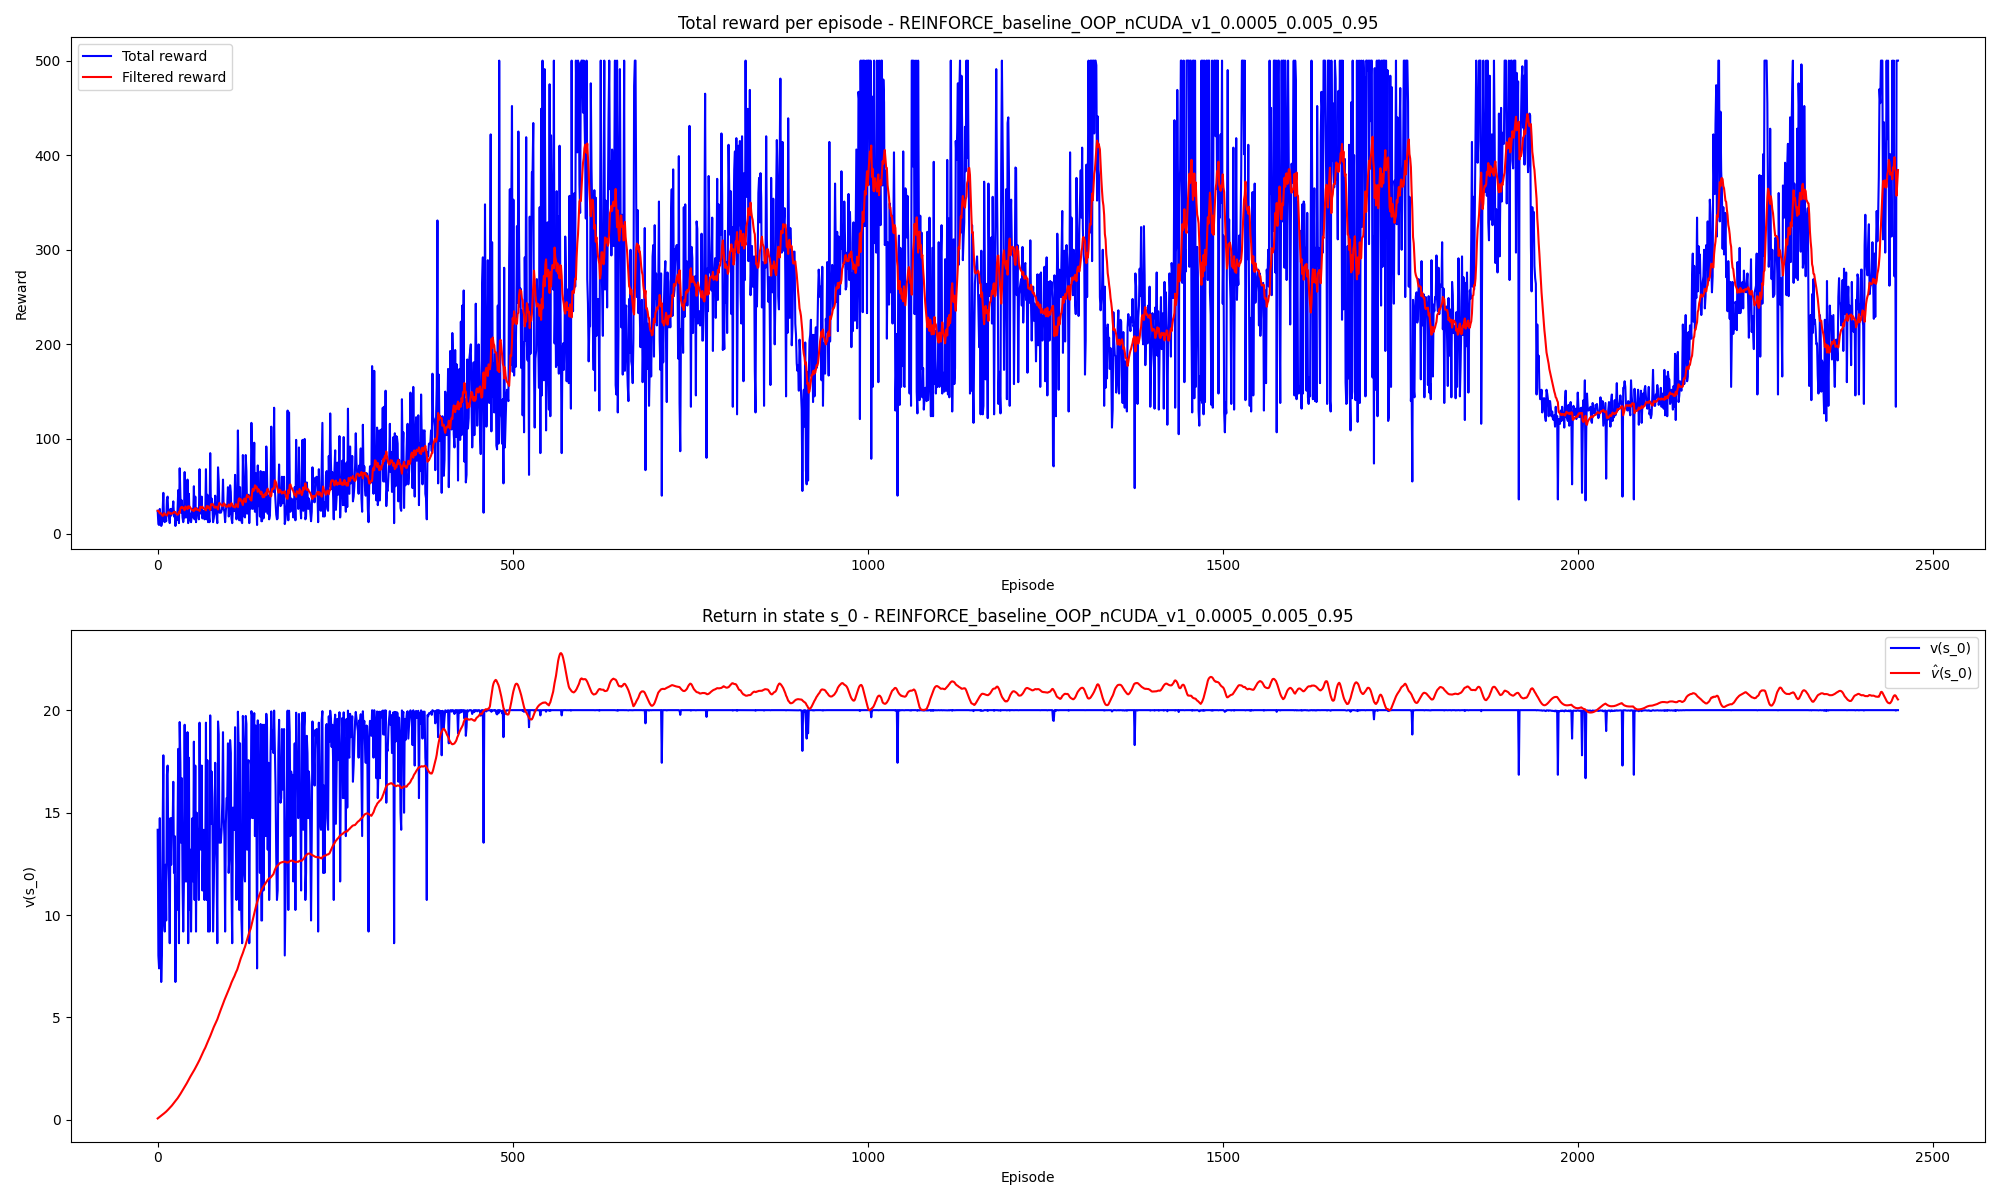 Total reward per episode - REINFORCE_baseline_OOP_nCUDA_v1_0.0005_0.005_0.95
Total reward
Filtered reward
500
400
300
200
100
0
Reward
0 500 1000 1500 2000 2500
Episode
Return in state s_0 - REINFORCE_baseline_OOP_nCUDA_v1_0.0005_0.005_0.95
v(s_0)
v̂(s_0)
20
15
10
5
0
v(s_0)
0 500 1000 1500 2000 2500
Episode